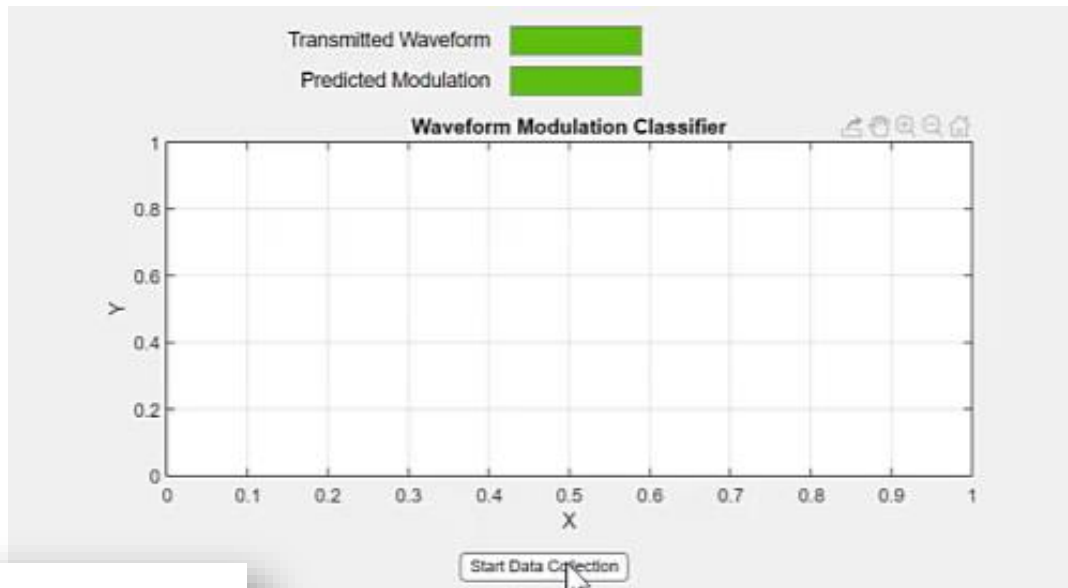 Transmitted Waveform
Predicted Modulation
Waveform Modulation Classifier
1
0.8
0.6
Y
0.4
0.2
0
0 0.1 0.2 0.3 0.4 0.5 0.6 0.7 0.8 0.9 1
X
Start Data Collection